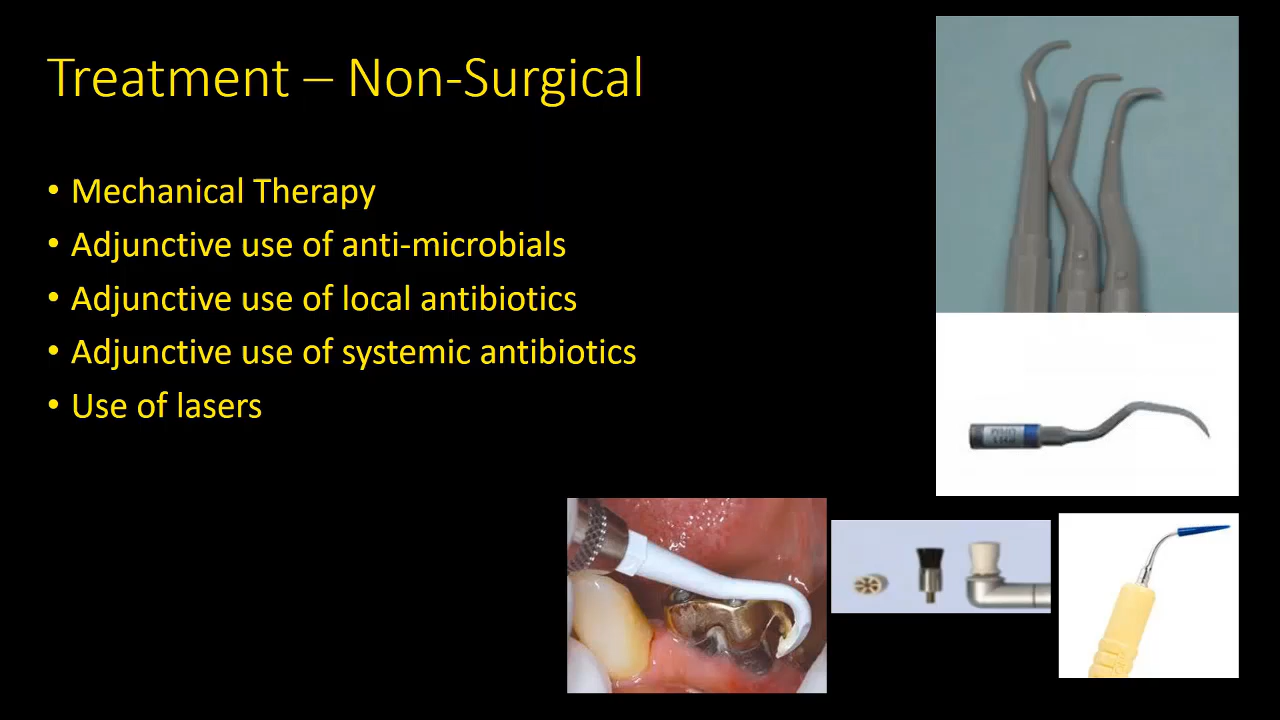 Treatment – Non-Surgical
• Mechanical Therapy
• Adjunctive use of anti-microbials
• Adjunctive use of local antibiotics
• Adjunctive use of systemic antibiotics
• Use of lasers